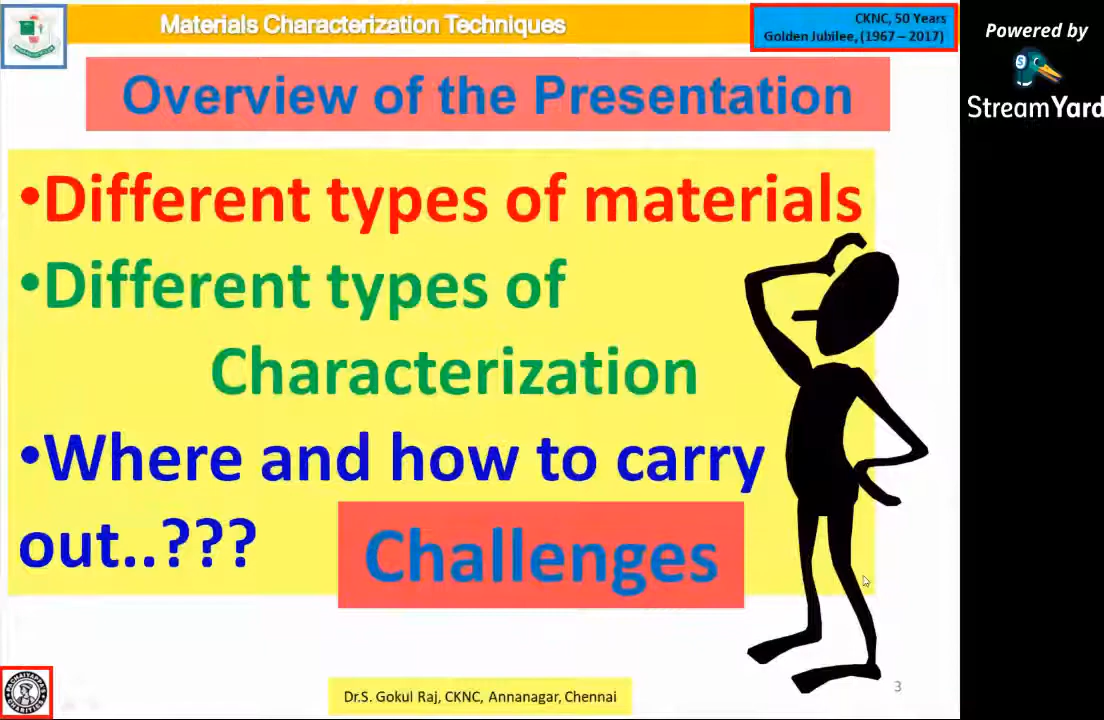 Materials Characterization Techniques
CKNC, 50 Years
Golden Jubilee, (1967 – 2017)
Powered by
StreamYard
Overview of the Presentation
•Different types of materials
•Different types of
Characterization
•Where and how to carry
out..???
Challenges
Dr.S. Gokul Raj, CKNC, Annanagar, Chennai
3